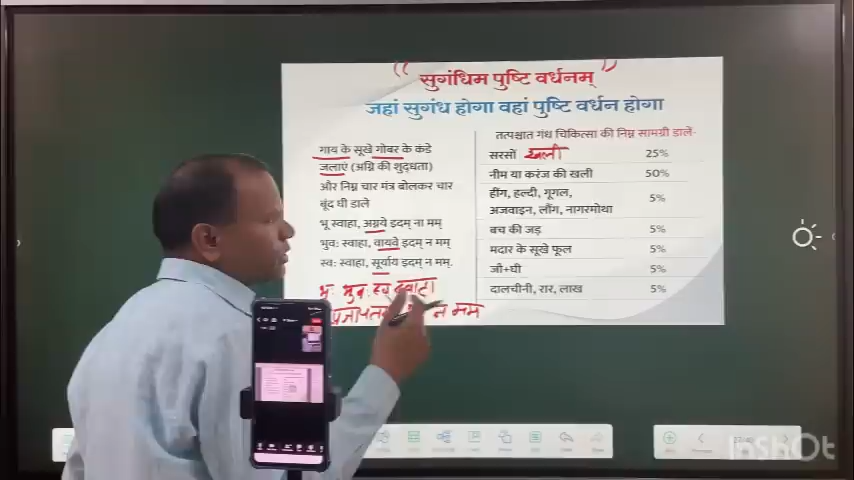 सुगंधिम पुष्टि वर्धनम्
जहां सुगंध होगा वहां पुष्टि वर्धन होगा
गाय के सूखे गोबर के कंडे
जलाएं (अग्नि की शुद्धता)
और निम्न चार मंत्र बोलकर चार
बूंद घी डाले
भू स्वाहा, अग्नये इदम् ना मम्
भुवः स्वाहा, वायवे इदम् न मम्
स्वः स्वाहा, सूर्याय इदम् न मम्.
भूः भुवः स्वः स्वाहा
न मम
तत्पश्चात गंध चिकित्सा की निम्न सामग्री डालें-
सरसों खली 25%
नीम या करंज की खली 50%
हींग, हल्दी, गूगल,
अजवाइन, लौंग, नागरमोथा 5%
बच की जड़ 5%
मदार के सूखे फूल 5%
जौ+घी 5%
दालचीनी, रार, लाख 5%
InShOt